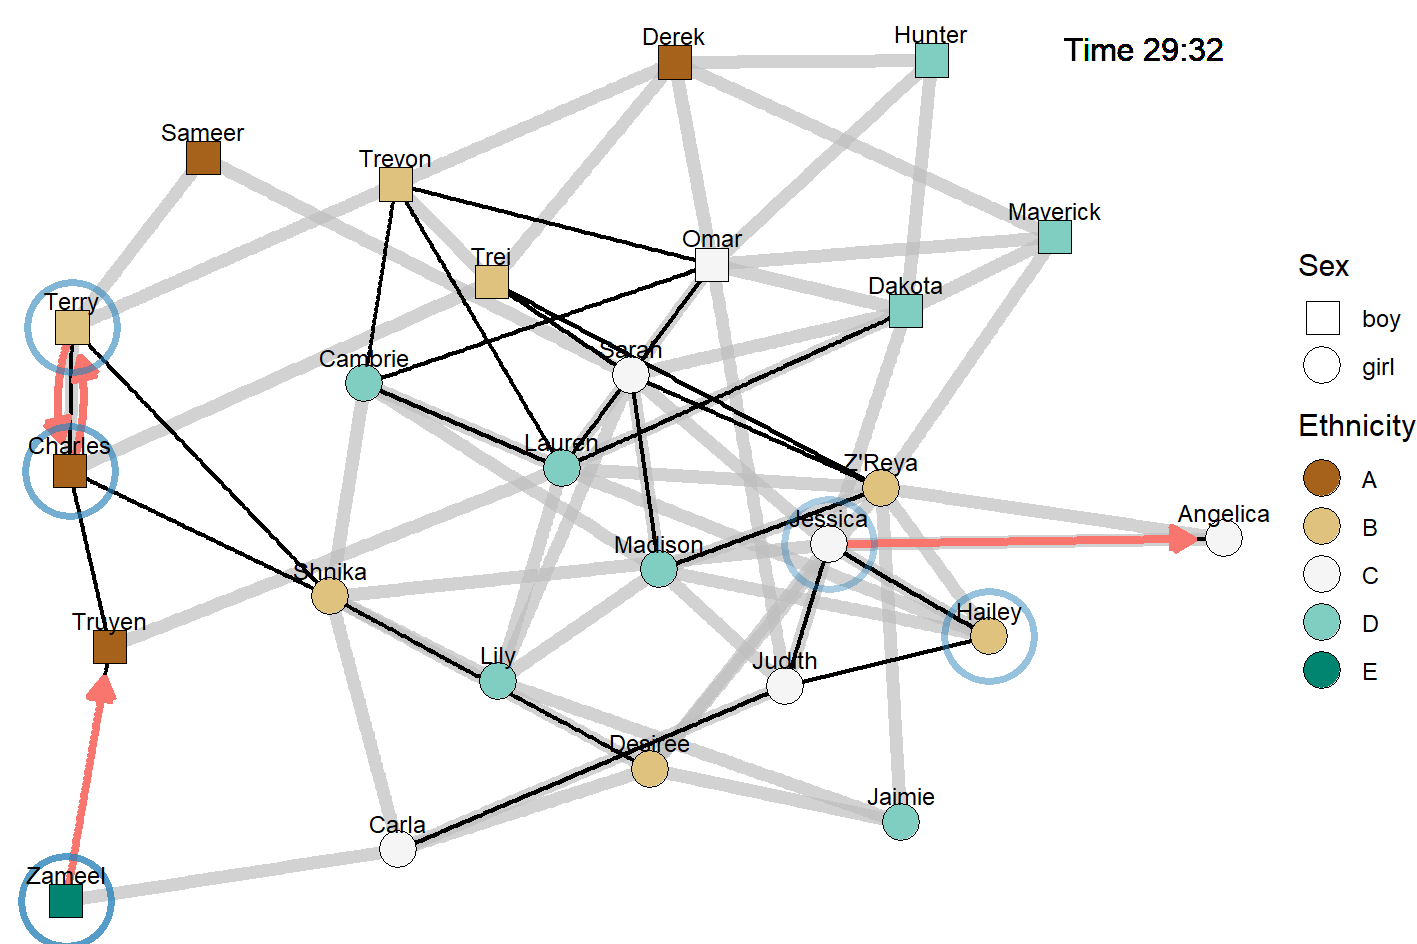 Derek
Hunter
Time 29:32
Sameer
Trevon
Maverick
Omar
Trei
Sex
Dakota
Terry
boy
Sarah
Cambrie
girl
Ethnicity
Charles
Lauren
Z'Reya
A
Jessica
Angelica
B
Madison
Shnika
C
Truyen
Hailey
D
Lily
Judith
E
Desiree
Jaimie
Carla
Zameel